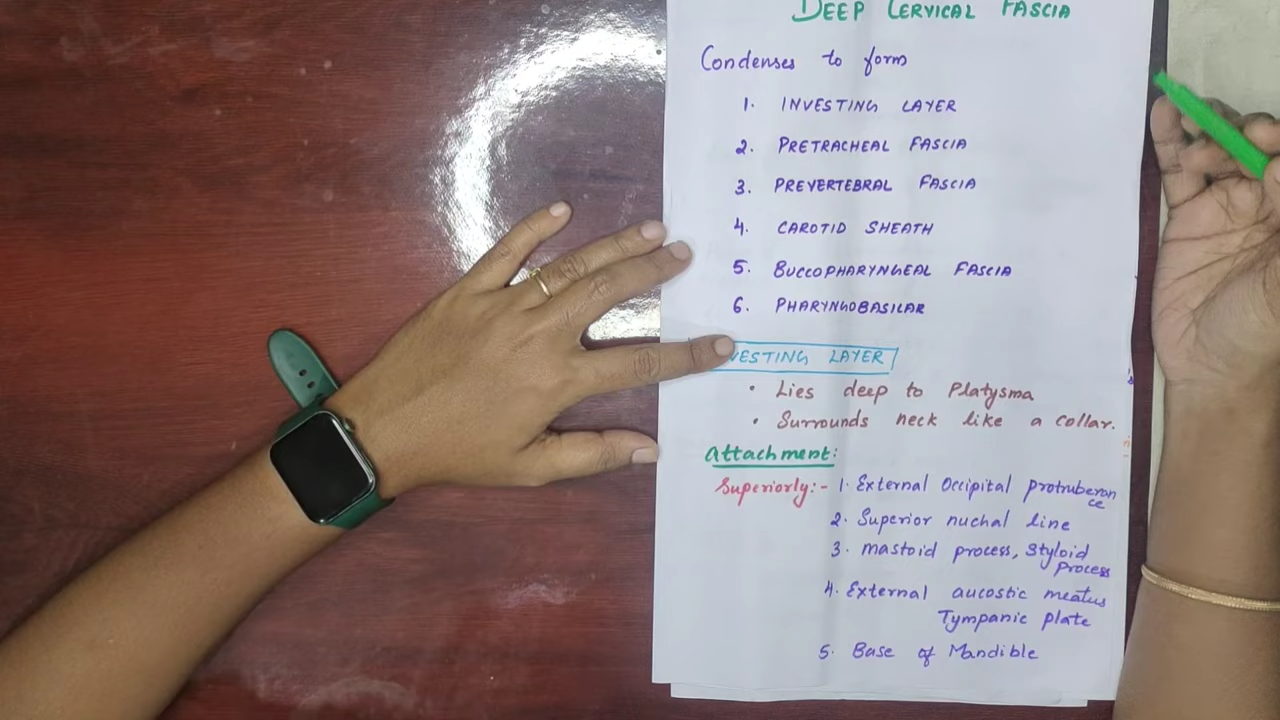 DEEP CERVICAL FASCIA
Condenses to form
1. INVESTING LAYER
2. PRETRACHEAL FASCIA
3. PREVERTEBRAL FASCIA
4. CAROTID SHEATH
5. BUCCOPHARYNGEAL FASCIA
6. PHARYNGOBASILAR
VESTING LAYER
• Lies deep to Platysma
• Surrounds neck like a collar.
Attachment:
Superiorly:- 1. External Occipital protruberan
ce
2. Superior nuchal line
3. mastoid process, Styloid
Process
4. External aucostic meatus
Tympanic plate
5. Base of Mandible